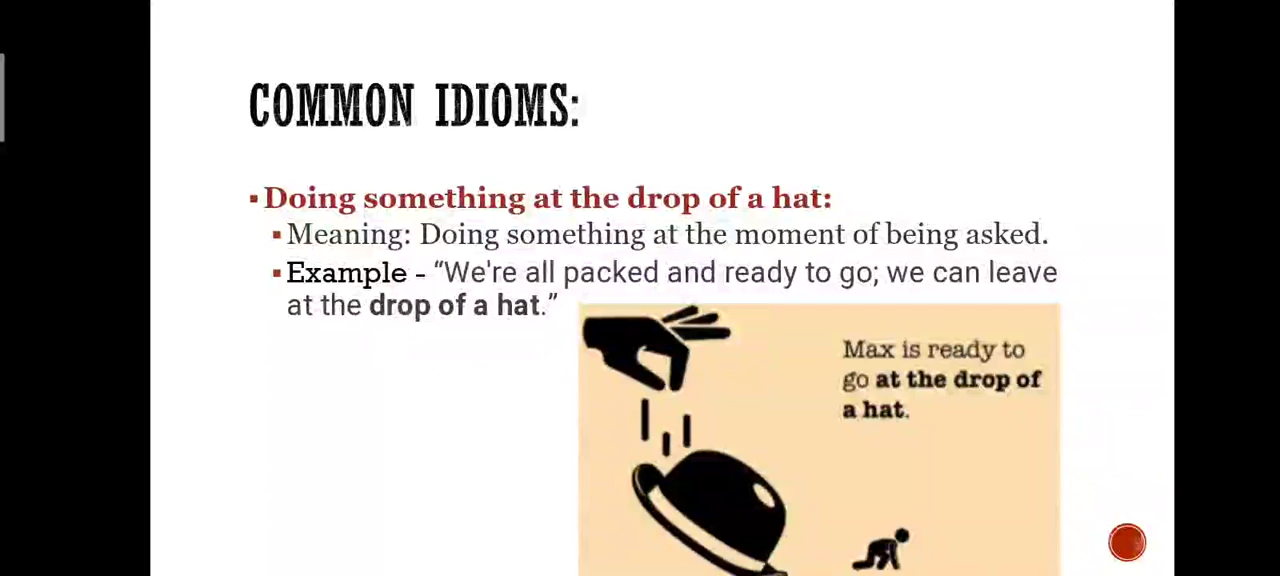 COMMON IDIOMS:
Doing something at the drop of a hat:
Meaning: Doing something at the moment of being asked.
Example - “We're all packed and ready to go; we can leave
at the drop of a hat.”
Max is ready to
go at the drop of
a hat.